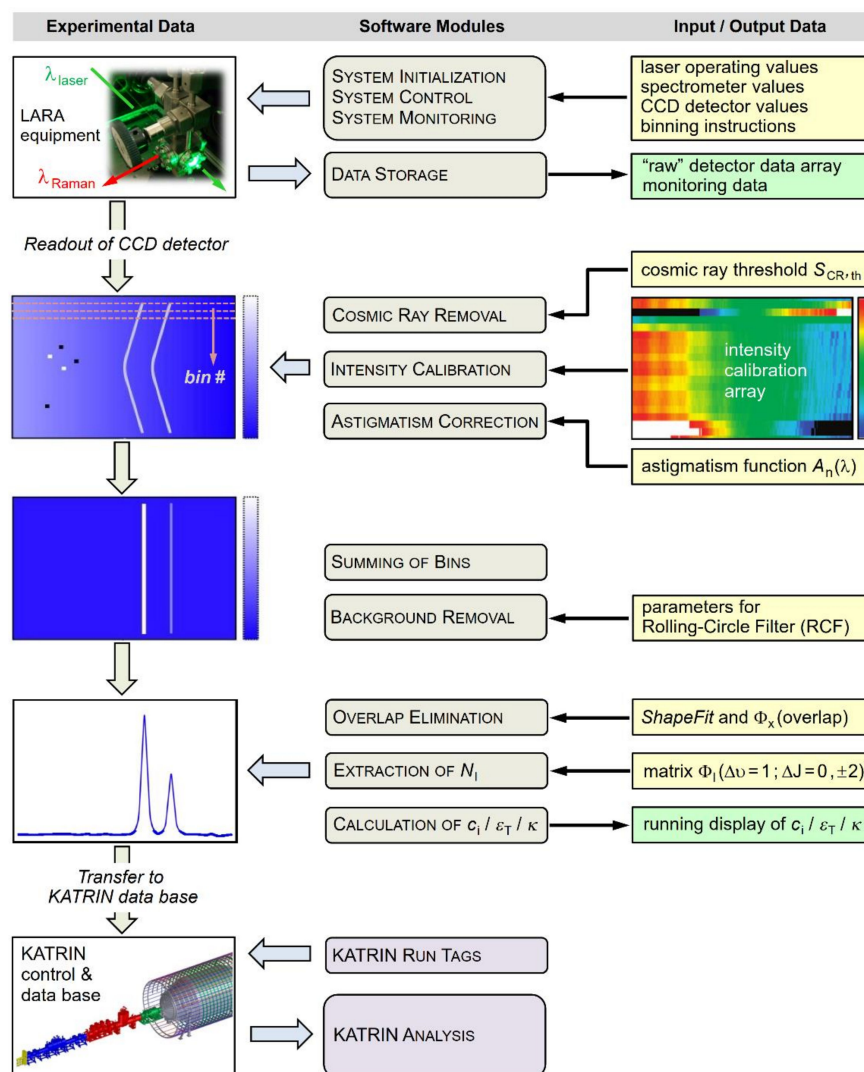 Experimental Data
Software Modules
Input / Output Data
λlaser
LARA
equipment
λRaman
SYSTEM INITIALIZATION
SYSTEM CONTROL
SYSTEM MONITORING
laser operating values
spectrometer values
CCD detector values
binning instructions
DATA STORAGE
“raw” detector data array
monitoring data
Readout of CCD detector
cosmic ray threshold SCR,th
bin #
COSMIC RAY REMOVAL
INTENSITY CALIBRATION
ASTIGMATISM CORRECTION
intensity
calibration
array
astigmatism function An(λ)
SUMMING OF BINS
BACKGROUND REMOVAL
parameters for
Rolling-Circle Filter (RCF)
OVERLAP ELIMINATION
ShapeFit and Φx(overlap)
EXTRACTION OF NI
matrix ΦI(Δυ=1; ΔJ=0,±2)
CALCULATION OF ci / εT / κ
running display of ci / εT / κ
Transfer to
KATRIN data base
KATRIN
control &
data base
KATRIN RUN TAGS
KATRIN ANALYSIS